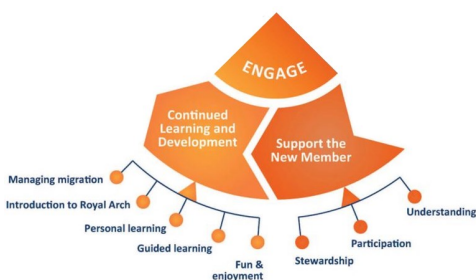 ENGAGE
Continued
Learning and
Development
Support the
New Member
Managing migration
Introduction to Royal Arch
Personal learning
Guided learning
Fun &
enjoyment
Stewardship
Participation
Understanding